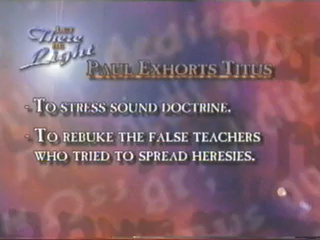 Let
There
Be
Light
Paul Exhorts Titus
- To stress sound doctrine.
- To rebuke the false teachers
who tried to spread heresies.